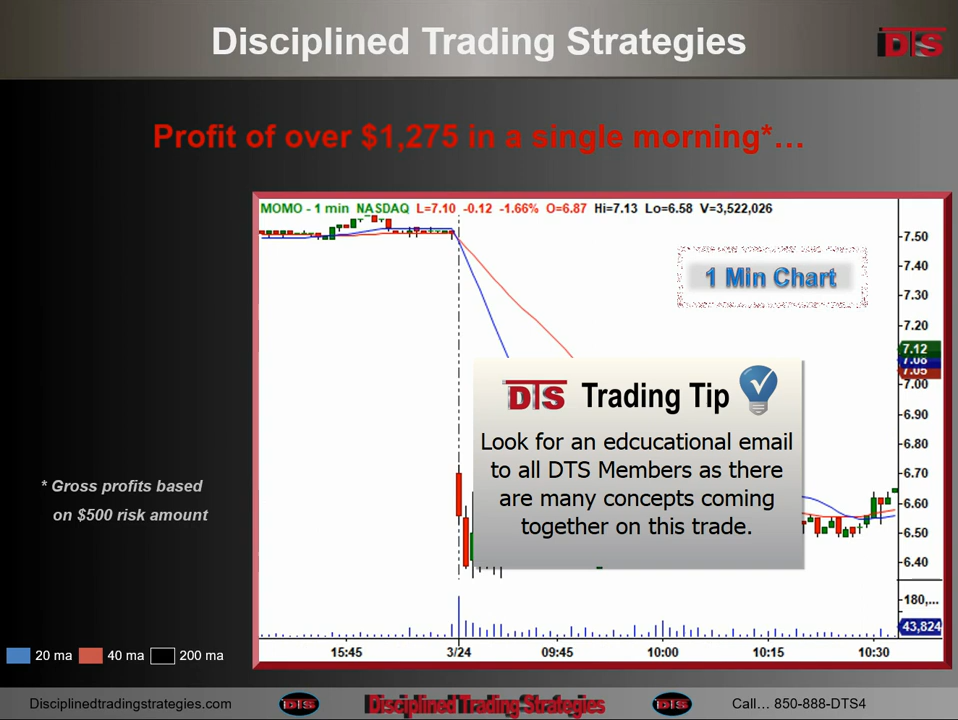 Disciplined Trading Strategies
DTS
Profit of over $1,275 in a single morning*…
MOMO - 1 min NASDAQ L=7.10 -0.12 -1.66% O=6.87 Hi=7.13 Lo=6.58 V=3,522,026
1 Min Chart
7.50
7.40
7.30
7.20
7.12
7.08
7.05
7.00
6.90
6.80
6.70
6.60
6.50
6.40
180,...
43,824
DTS Trading Tip
Look for an edcucational email
to all DTS Members as there
are many concepts coming
together on this trade.
* Gross profits based
on $500 risk amount
15:45 3/24 09:45 10:00 10:15 10:30
20 ma 40 ma 200 ma
Disciplinedtradingstrategies.com DTS Disciplined Trading Strategies DTS Call… 850-888-DTS4